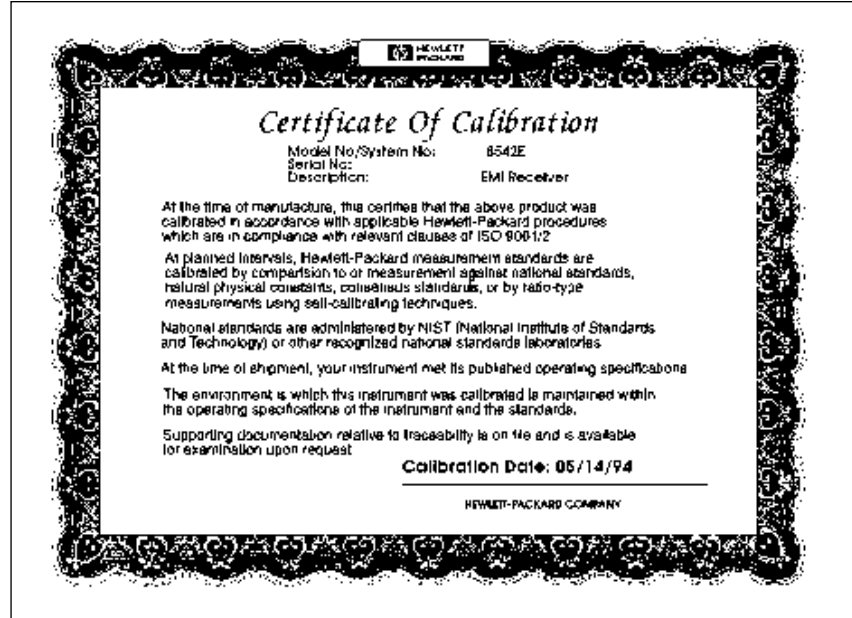 HEWLETT
PACKARD
Certificate Of Calibration
Model No/System No: 8542E
Serial No:
Description: EMI Receiver
At the time of manufacture, this certifies that the above product was
calibrated in accordance with applicable Hewlett-Packard procedures
which are in compliance with relevant clauses of ISO 9001/2
At planned intervals, Hewlett-Packard measurement standards are
calibrated by comparision to or measurement against national standards,
natural physical constants, consensus standards, or by ratio-type
measurements using self-calibrating techniques.
National standards are administered by NIST (National Institute of Standards
and Technology) or other recognized national standards laboratories
At the time of shipment, your instrument met its published operating specifications
The environment is which this instrument was calibrated is maintained within
the operating specifications of the instrument and the standards.
Supporting documentation relative to traceability is on file and is available
for examination upon request
Calibration Date: 05/14/94
HEWLETT-PACKARD COMPANY